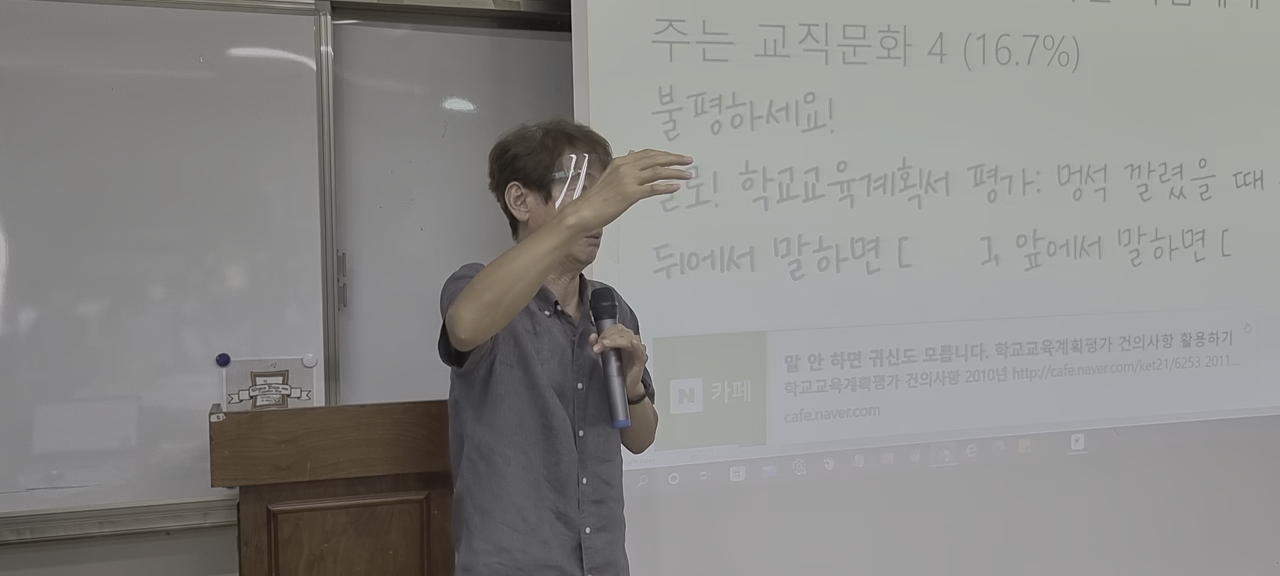 주는 교직문화 4 (16.7%)
불평하세요!
학교교육계획서 평가: 멍석 깔렸을 때
뒤에서 말하면 [ ], 앞에서 말하면 [
말 안 하면 귀신도 모릅니다. 학교교육계획평가 건의사항 활용하기
학교교육계획평가 건의사항 2010년 http://cafe.naver.com/ket21/6253 2011...
N 카페
cafe.naver.com